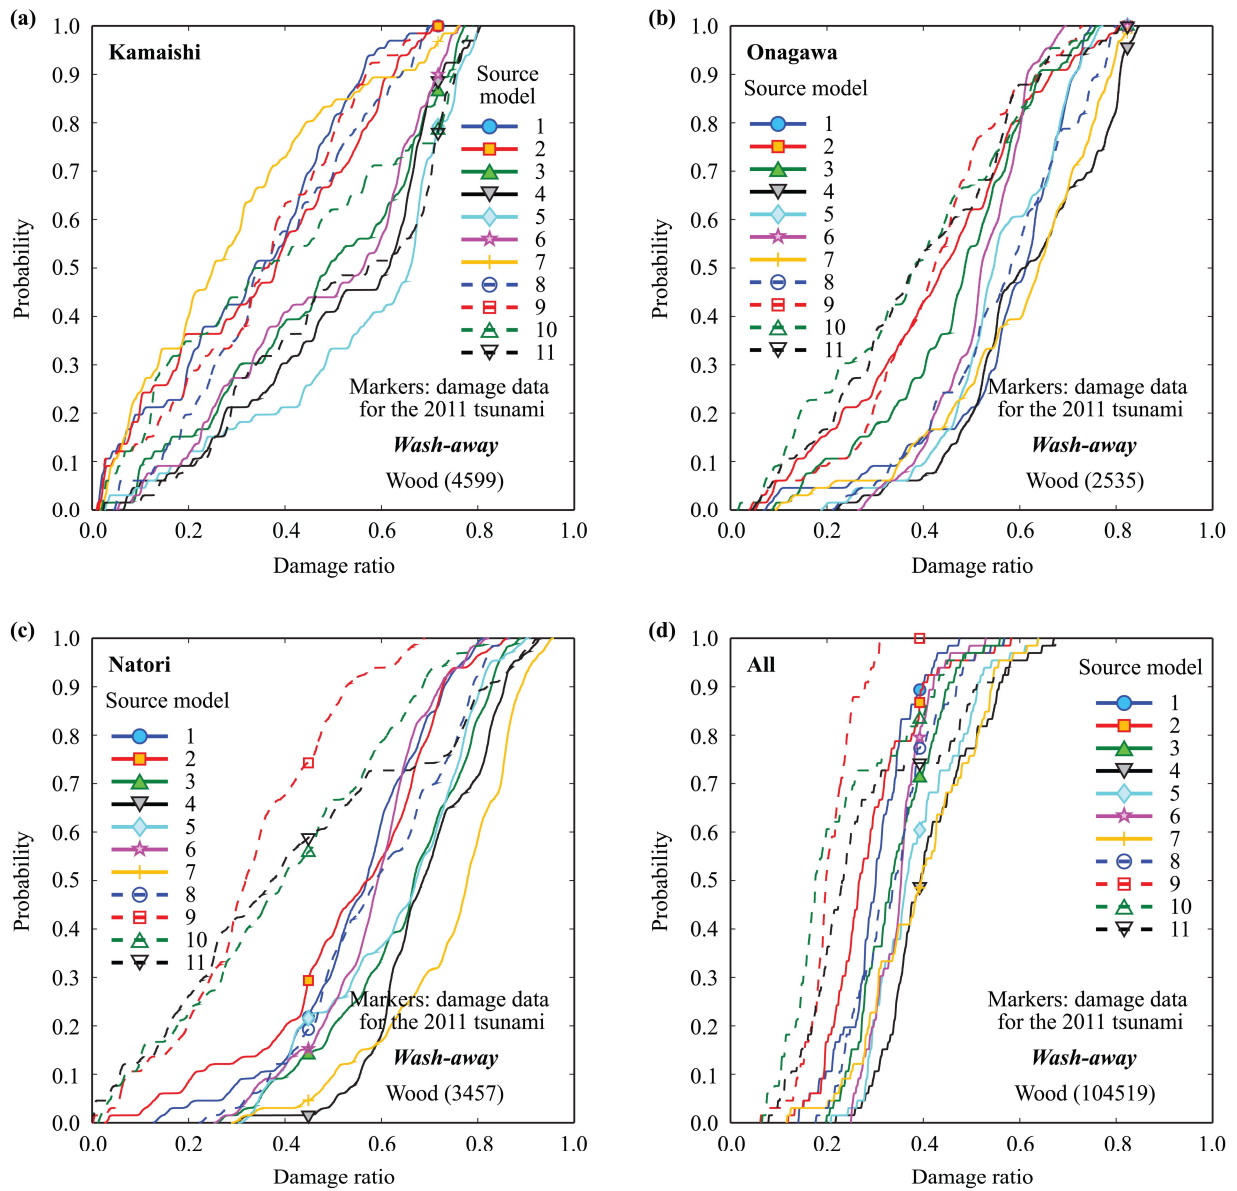 (a)
1.0
0.9
0.8
0.7
0.6
0.5
0.4
0.3
0.2
0.1
0.0
Probability
Kamaishi
Source
model
1
2
3
4
5
6
7
8
9
10
11
Markers: damage data
for the 2011 tsunami
Wash-away
Wood (4599)
0.0 0.2 0.4 0.6 0.8 1.0
Damage ratio
(b)
1.0
0.9
0.8
0.7
0.6
0.5
0.4
0.3
0.2
0.1
0.0
Probability
Onagawa
Source model
1
2
3
4
5
6
7
8
9
10
11
Markers: damage data
for the 2011 tsunami
Wash-away
Wood (2535)
0.0 0.2 0.4 0.6 0.8 1.0
Damage ratio
(c)
1.0
0.9
0.8
0.7
0.6
0.5
0.4
0.3
0.2
0.1
0.0
Probability
Natori
Source model
1
2
3
4
5
6
7
8
9
10
11
Markers: damage data
for the 2011 tsunami
Wash-away
Wood (3457)
0.0 0.2 0.4 0.6 0.8 1.0
Damage ratio
(d)
1.0
0.9
0.8
0.7
0.6
0.5
0.4
0.3
0.2
0.1
0.0
Probability
All
Source model
1
2
3
4
5
6
7
8
9
10
11
Markers: damage data
for the 2011 tsunami
Wash-away
Wood (104519)
0.0 0.2 0.4 0.6 0.8 1.0
Damage ratio